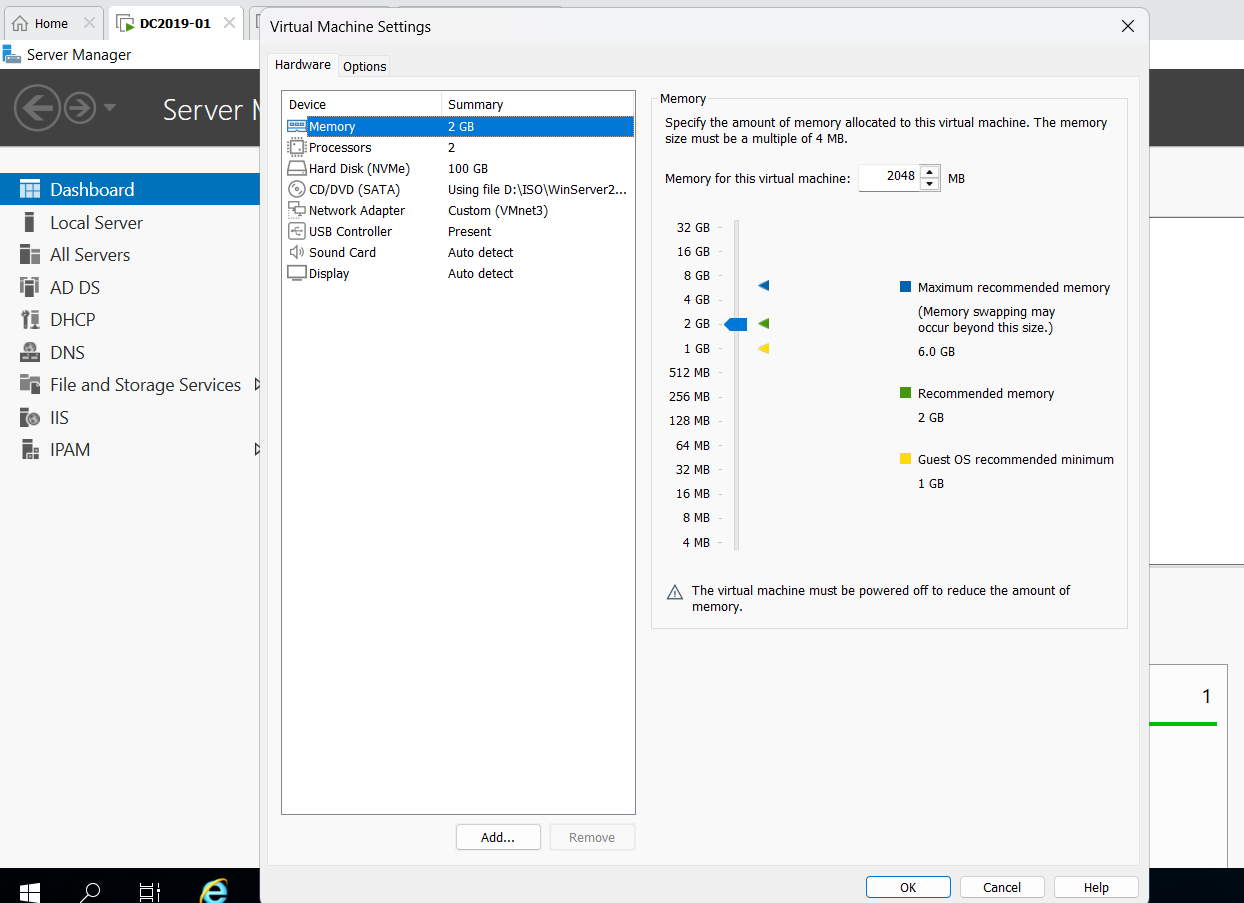 Home
DC2019-01
Server Manager
Server
Dashboard
Local Server
All Servers
AD DS
DHCP
DNS
File and Storage Services
IIS
IPAM
Virtual Machine Settings
Hardware
Options
Device Summary
Memory 2 GB
Processors 2
Hard Disk (NVMe) 100 GB
CD/DVD (SATA) Using file D:\ISO\WinServer2...
Network Adapter Custom (VMnet3)
USB Controller Present
Sound Card Auto detect
Display Auto detect
Add...
Remove
Memory
Specify the amount of memory allocated to this virtual machine. The memory
size must be a multiple of 4 MB.
Memory for this virtual machine: 2048 MB
32 GB
16 GB
8 GB
4 GB
2 GB
1 GB
512 MB
256 MB
128 MB
64 MB
32 MB
16 MB
8 MB
4 MB
Maximum recommended memory
(Memory swapping may
occur beyond this size.)
6.0 GB
Recommended memory
2 GB
Guest OS recommended minimum
1 GB
The virtual machine must be powered off to reduce the amount of
memory.
OK
Cancel
Help
1